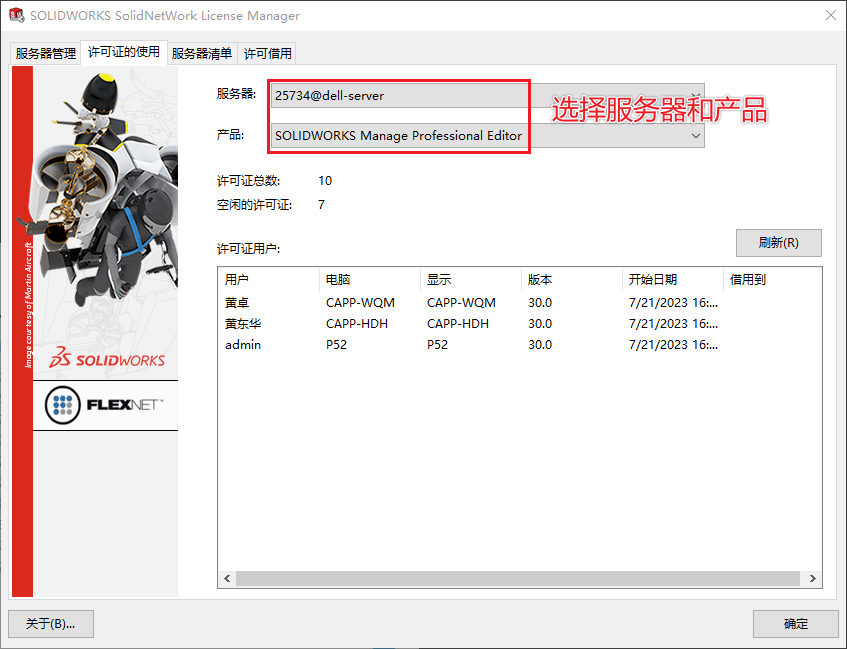 SOLIDWORKS SolidNetWork License Manager
服务器管理 许可证的使用 服务器清单 许可借用
服务器: 25734@dell-server
选择服务器和产品
产品: SOLIDWORKS Manage Professional Editor
许可证总数: 10
空闲的许可证: 7
许可证用户:
刷新(R)
用户 电脑 显示 版本 开始日期 借用到
黄卓 CAPP-WQM CAPP-WQM 30.0 7/21/2023 16:...
黄东华 CAPP-HDH CAPP-HDH 30.0 7/21/2023 16:...
admin P52 P52 30.0 7/21/2023 16:...
Image courtesy of Martin Aircraft
SOLIDWORKS
FLEXNET™
关于(B)...
确定